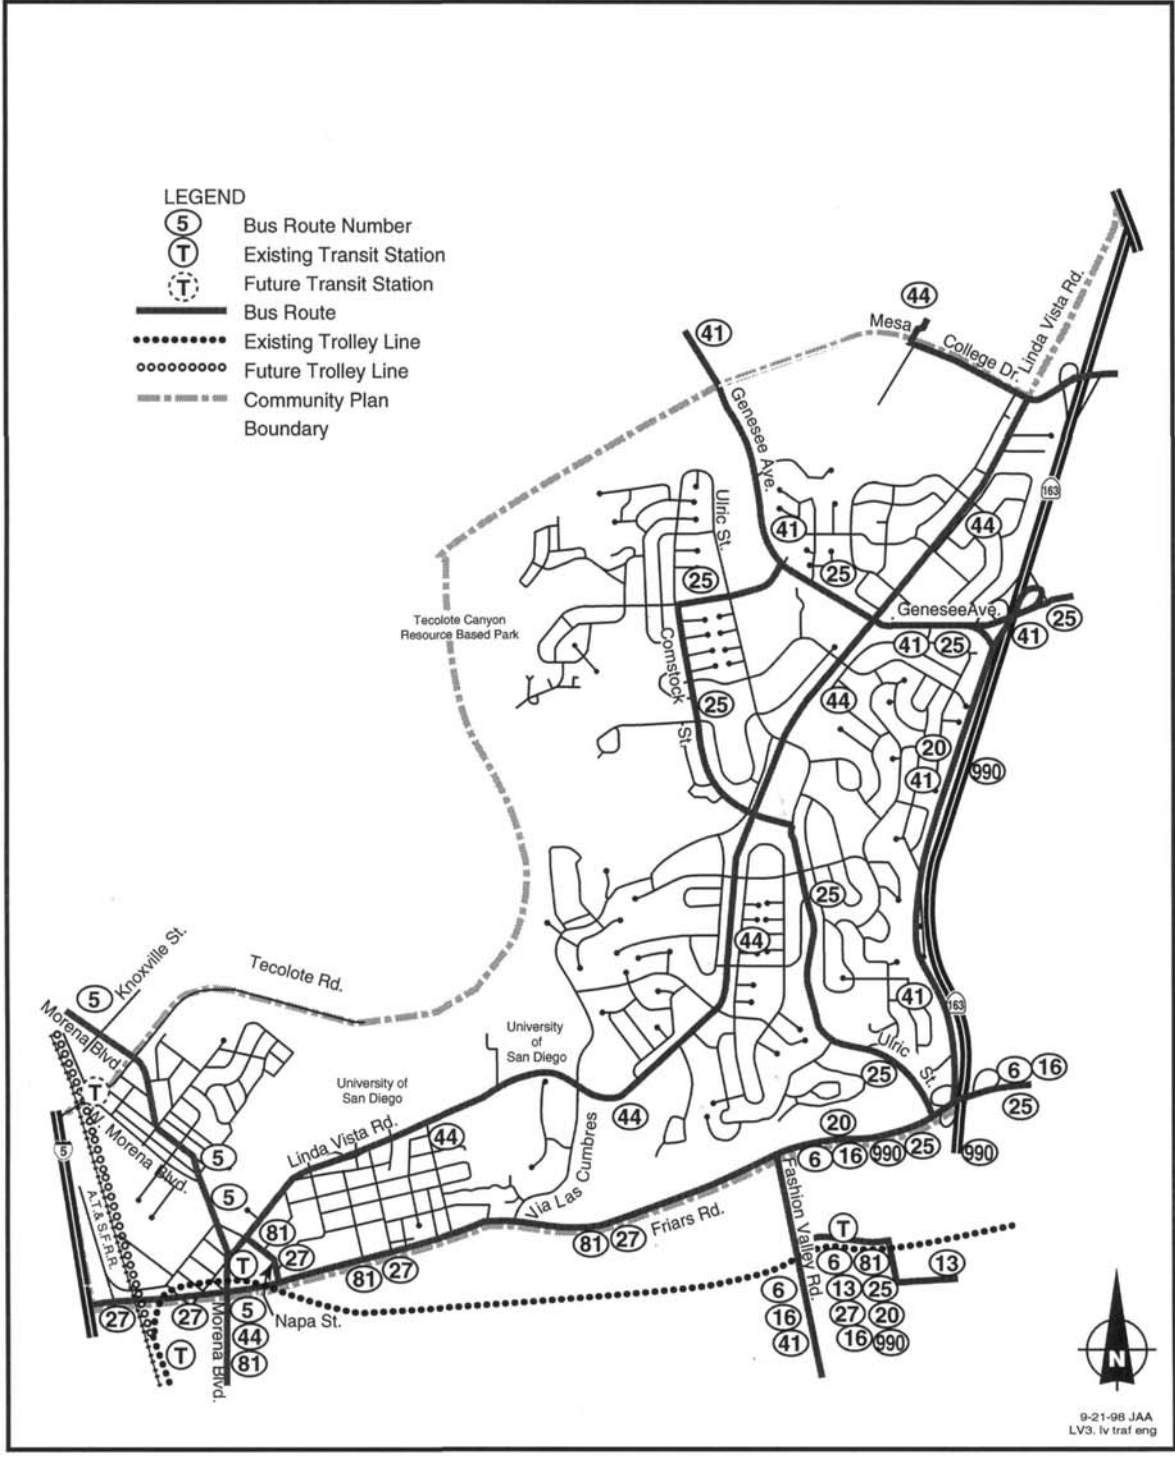 LEGEND
5 Bus Route Number
T Existing Transit Station
T Future Transit Station
Bus Route
Existing Trolley Line
Future Trolley Line
Community Plan
Boundary
44
Mesa
College Dr.
Linda Vista Rd.
41
Genesee Ave.
163
Ulric St.
41
44
25
25
GeneseeAve.
25
41
41
25
Tecolote Canyon
Resource Based Park
Comstock
St.
25
44
20
41
990
25
44
Knoxville St.
Tecolote Rd.
5
Morena Blvd.
41
163
University
of
San Diego
Ulric
St.
25
6
16
25
University of
San Diego
T
W. Morena Blvd.
5
5
A.T.& S.F.R.R.
Linda Vista Rd.
44
44
Via Las Cumbres
20
6
16
990
25
990
5
81
27
T
81
27
81
27
Friars Rd.
Fashion Valley Rd.
T
6
81
13
13
25
27
20
16
990
6
16
41
27
27
5
44
81
Napa St.
Morena Blvd.
T
N
9-21-98 JAA
LV3. lv traf eng